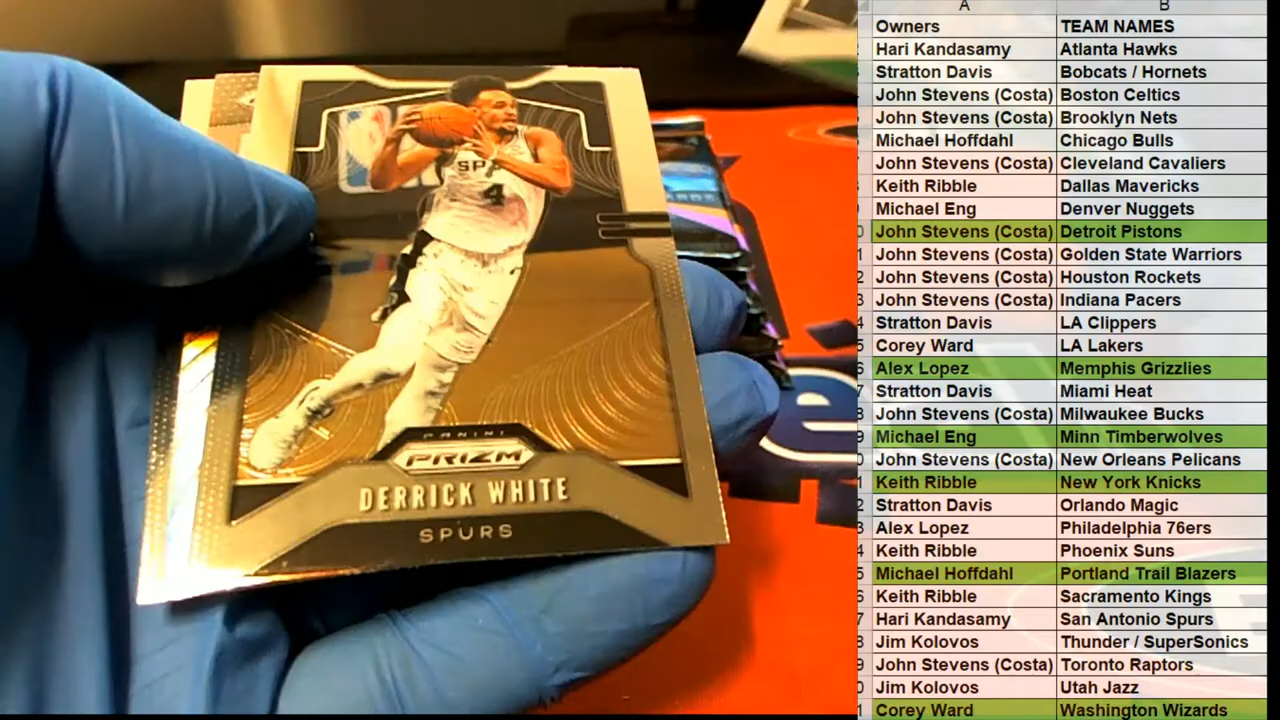 SPURS
4
PANINI
PRIZM
DERRICK WHITE
SPURS
A B
Owners TEAM NAMES
Hari Kandasamy Atlanta Hawks
Stratton Davis Bobcats / Hornets
John Stevens (Costa) Boston Celtics
John Stevens (Costa) Brooklyn Nets
Michael Hoffdahl Chicago Bulls
John Stevens (Costa) Cleveland Cavaliers
Keith Ribble Dallas Mavericks
Michael Eng Denver Nuggets
John Stevens (Costa) Detroit Pistons
John Stevens (Costa) Golden State Warriors
John Stevens (Costa) Houston Rockets
John Stevens (Costa) Indiana Pacers
Stratton Davis LA Clippers
Corey Ward LA Lakers
Alex Lopez Memphis Grizzlies
Stratton Davis Miami Heat
John Stevens (Costa) Milwaukee Bucks
Michael Eng Minn Timberwolves
John Stevens (Costa) New Orleans Pelicans
Keith Ribble New York Knicks
Stratton Davis Orlando Magic
Alex Lopez Philadelphia 76ers
Keith Ribble Phoenix Suns
Michael Hoffdahl Portland Trail Blazers
Keith Ribble Sacramento Kings
Hari Kandasamy San Antonio Spurs
Jim Kolovos Thunder / SuperSonics
John Stevens (Costa) Toronto Raptors
Jim Kolovos Utah Jazz
Corey Ward Washington Wizards